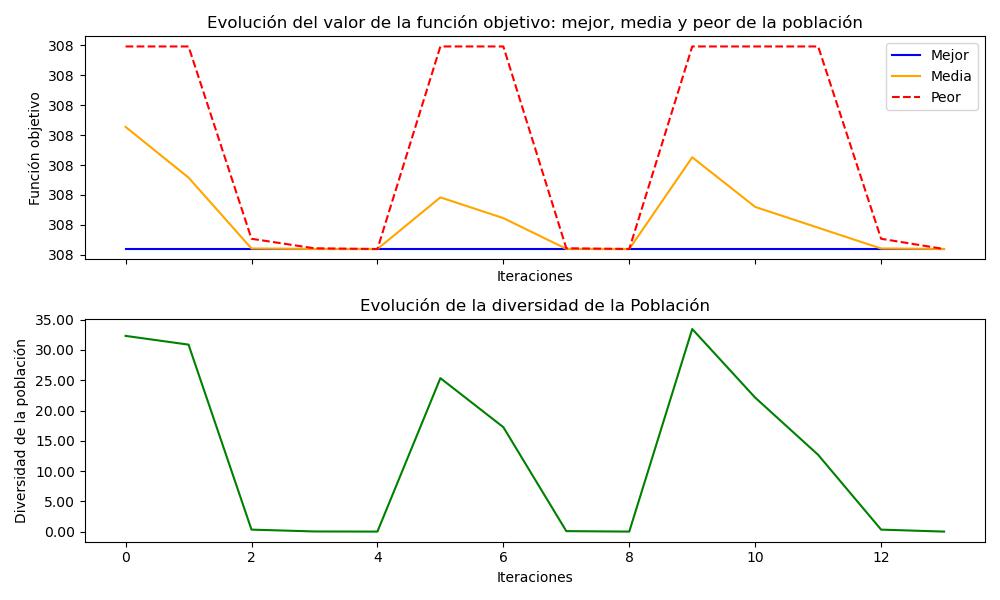 Evolución del valor de la función objetivo: mejor, media y peor de la población
308
308
308
308
308
308
308
308
Función objetivo
Mejor
Media
Peor
Iteraciones
Evolución de la diversidad de la Población
35.00
30.00
25.00
20.00
15.00
10.00
5.00
0.00
Diversidad de la población
0 2 4 6 8 10 12
Iteraciones